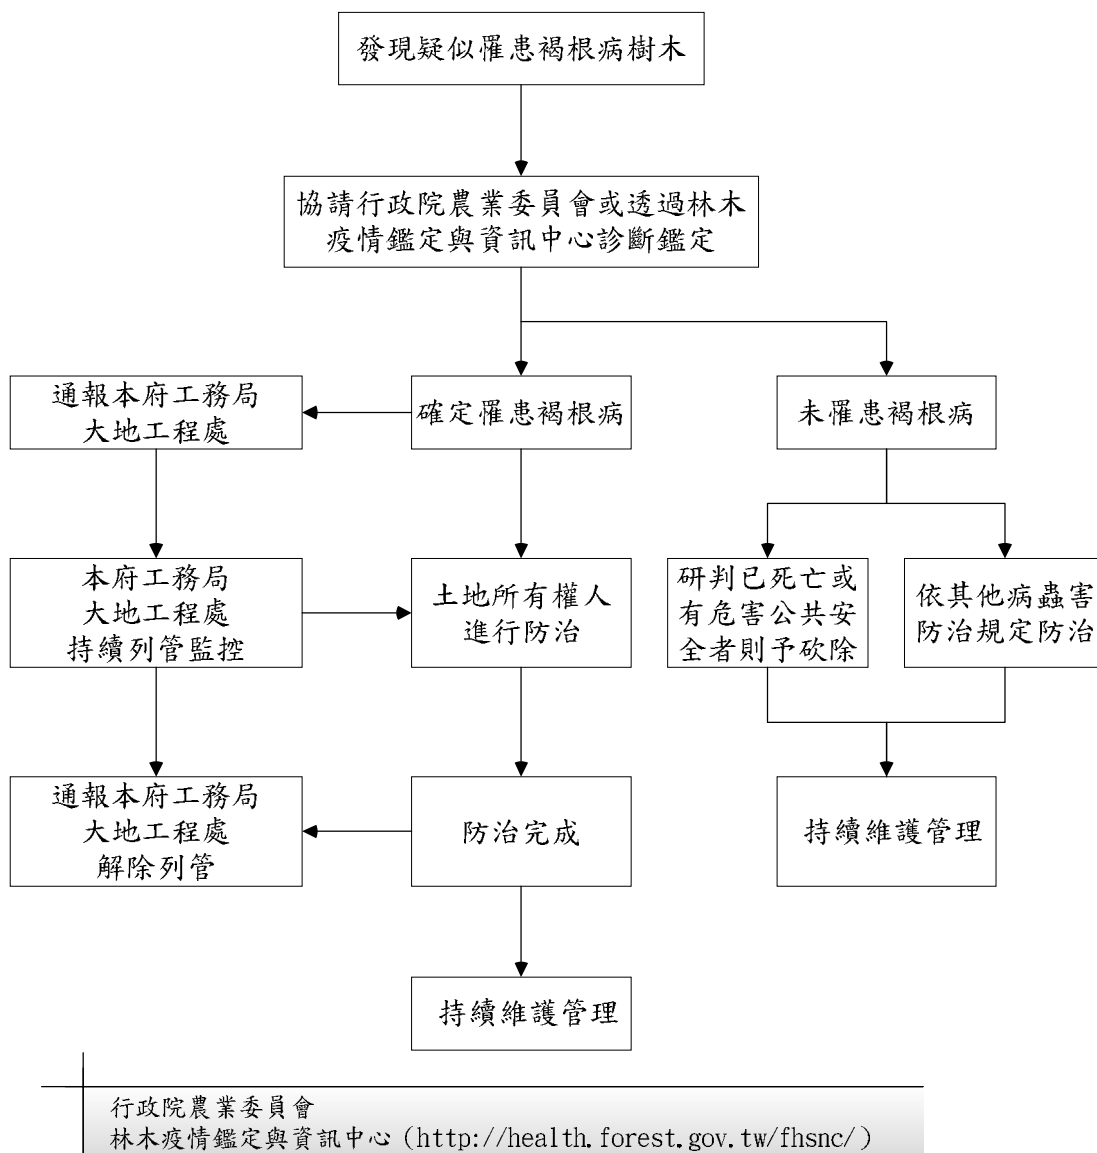 發現疑似罹患褐根病樹木
協請行政院農業委員會或透過林木
疫情鑑定與資訊中心診斷鑑定
通報本府工務局
大地工程處
確定罹患褐根病
未罹患褐根病
本府工務局
大地工程處
持續列管監控
土地所有權人
進行防治
研判已死亡或
有危害公共安
全者則予砍除
依其他病蟲害
防治規定防治
通報本府工務局
大地工程處
解除列管
防治完成
持續維護管理
持續維護管理
行政院農業委員會
林木疫情鑑定與資訊中心 (http://health.forest.gov.tw/fhsnc/)